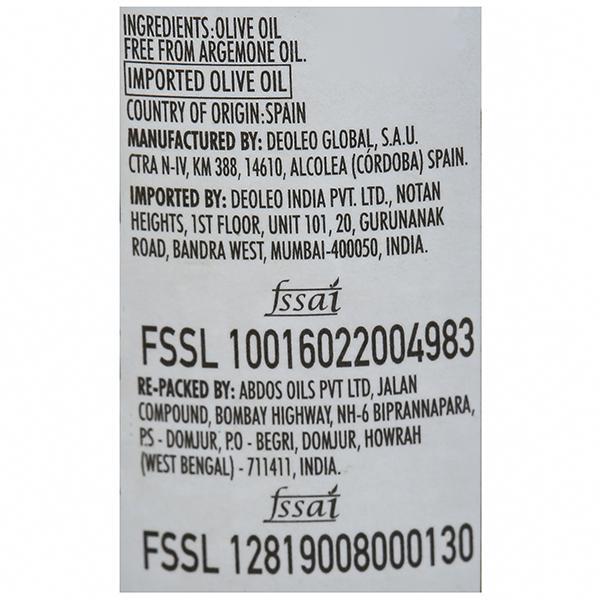 INGREDIENTS:OLIVE OIL
FREE FROM ARGEMONE OIL.
IMPORTED OLIVE OIL
COUNTRY OF ORIGIN:SPAIN
MANUFACTURED BY: DEOLEO GLOBAL, S.A.U.
CTRA N-IV, KM 388, 14610, ALCOLEA (CÓRDOBA) SPAIN.
IMPORTED BY: DEOLEO INDIA PVT. LTD., NOTAN
HEIGHTS, 1ST FLOOR, UNIT 101, 20, GURUNANAK
ROAD, BANDRA WEST, MUMBAI-400050, INDIA.
fssai
FSSL 10016022004983
RE-PACKED BY: ABDOS OILS PVT LTD, JALAN
COMPOUND, BOMBAY HIGHWAY, NH-6 BIPRANNAPARA,
P.S - DOMJUR, P.O - BEGRI, DOMJUR, HOWRAH
(WEST BENGAL) - 711411, INDIA.
fssai
FSSL 12819008000130